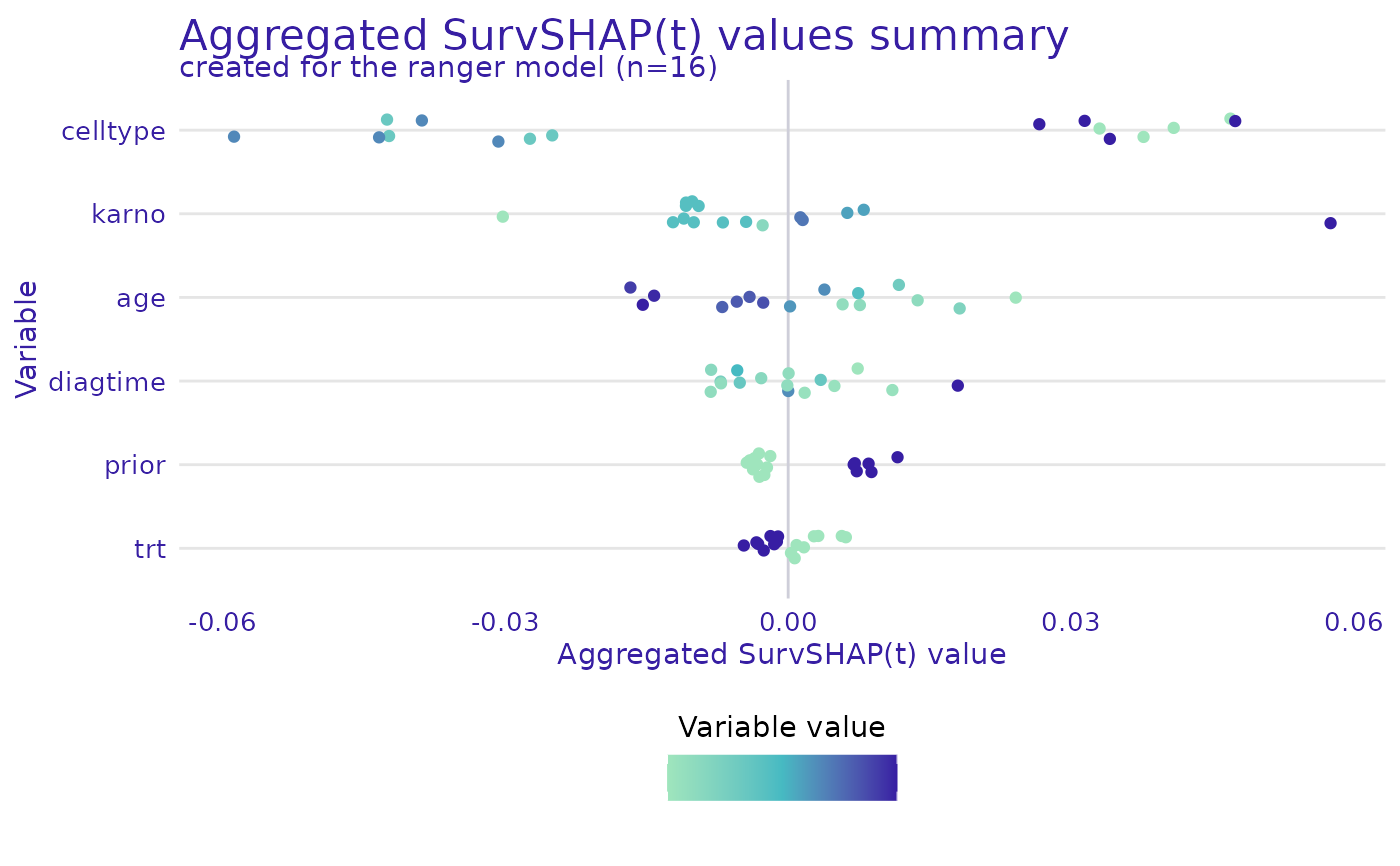 Aggregated SurvSHAP(t) values summary
created for the ranger model (n=16)
Variable
celltype
karno
age
diagtime
prior
trt
-0.06 -0.03 0.00 0.03 0.06
Aggregated SurvSHAP(t) value
Variable value